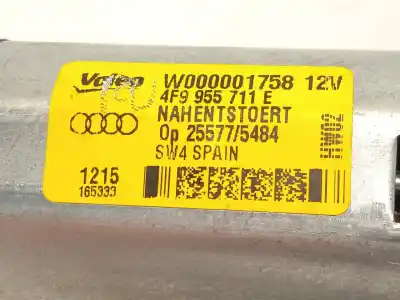 Valeo W000001758 12V
4F9 955 711 E
NAHENTSTOERT
Op 25577/5484
SW4 SPAIN
1215
165333